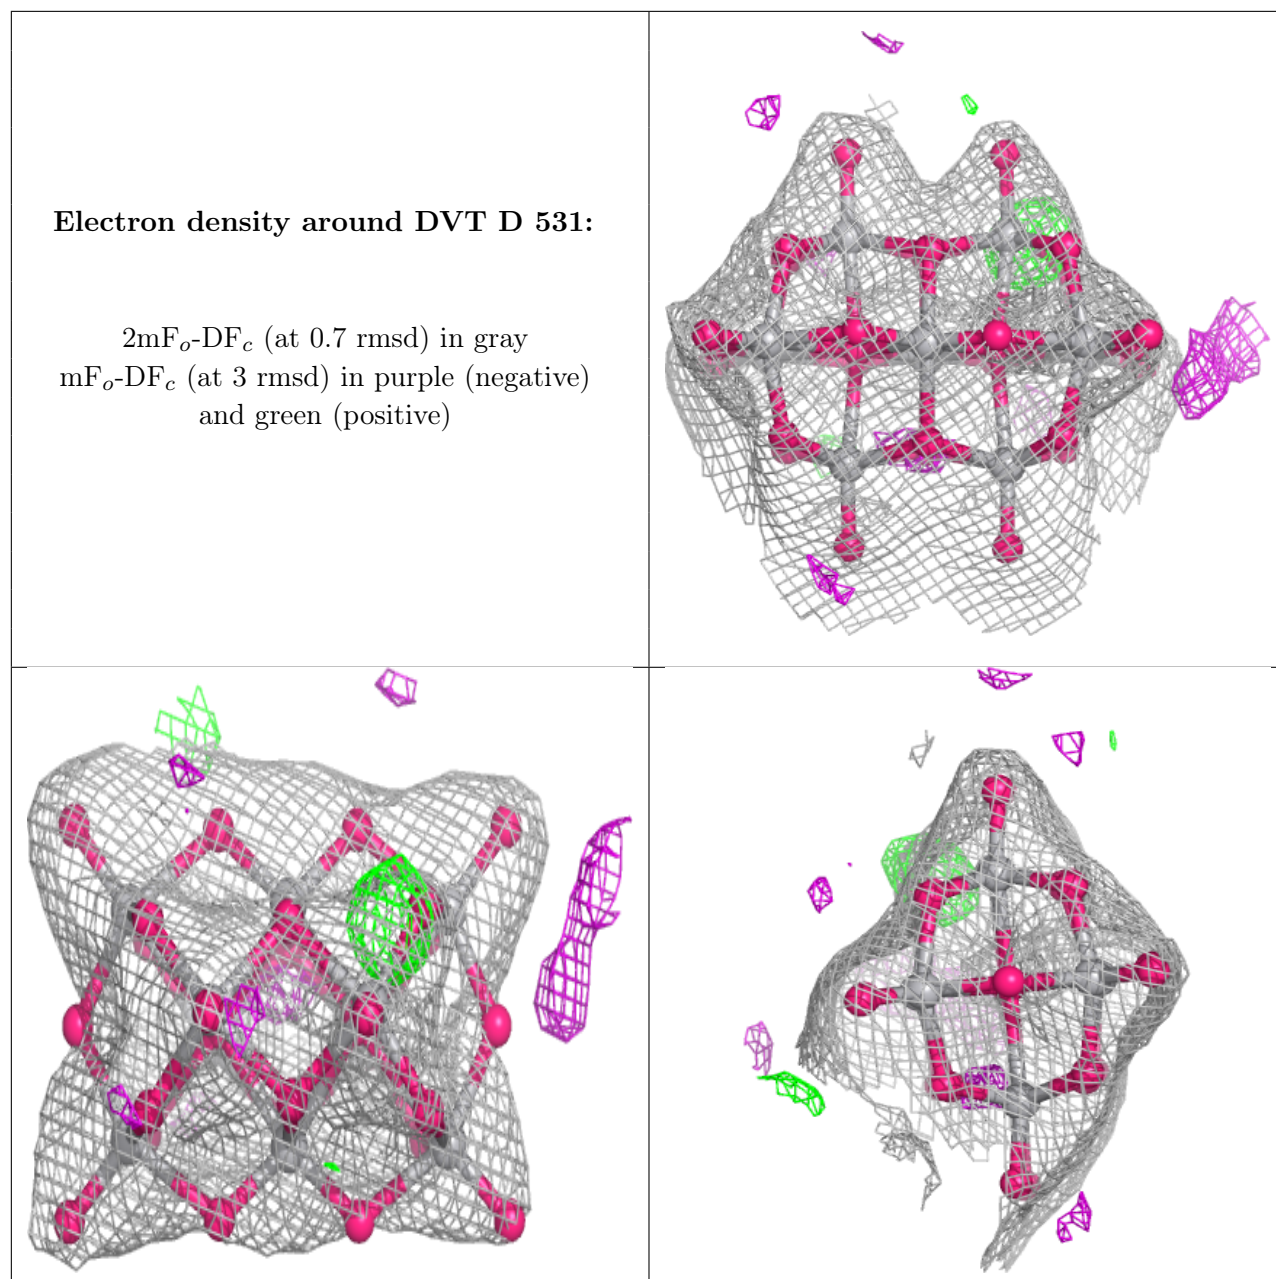 Electron density around DVT D 531:
2mFo-DFc (at 0.7 rmsd) in gray
mFo-DFc (at 3 rmsd) in purple (negative)
and green (positive)